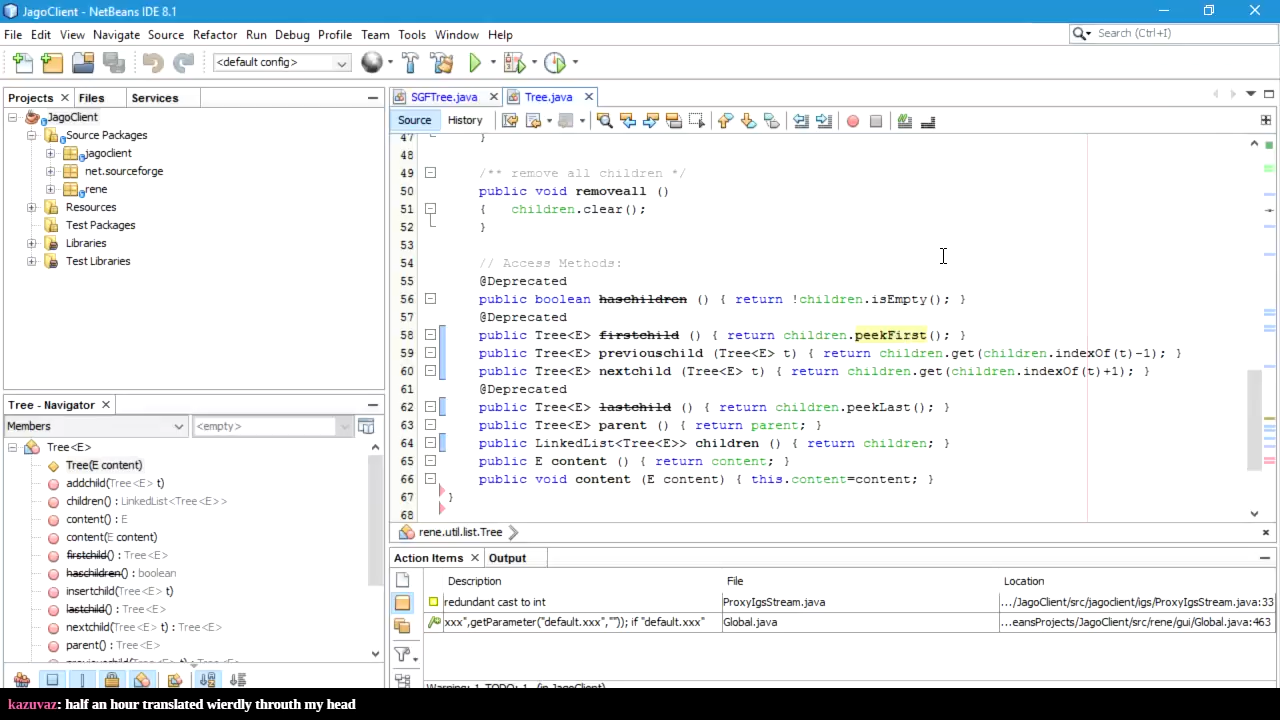 JagoClient - NetBeans IDE 8.1
File Edit View Navigate Source Refactor Run Debug Profile Team Tools Window Help
Search (Ctrl+I)
<default config>
Projects Files Services
JagoClient
Source Packages
jagoclient
net.sourceforge
rene
Resources
Test Packages
Libraries
Test Libraries
Tree - Navigator
Members <empty>
Tree<E>
Tree(E content)
addchild(Tree<E> t)
children() : LinkedList<Tree<E>>
content() : E
content(E content)
firstchild() : Tree<E>
haschildren() : boolean
insertchild(Tree<E> t)
lastchild() : Tree<E>
nextchild(Tree<E> t) : Tree<E>
parent() : Tree<E>
previouschild(Tree<E> t) : Tree<E>
SGFTree.java Tree.java
Source History
47 }
48
49 /** remove all children */
50 public void removeall ()
51 { children.clear();
52 }
53
54 // Access Methods:
55 @Deprecated
56 public boolean haschildren () { return !children.isEmpty(); }
57 @Deprecated
58 public Tree<E> firstchild () { return children.peekFirst(); }
59 public Tree<E> previouschild (Tree<E> t) { return children.get(children.indexOf(t)-1); }
60 public Tree<E> nextchild (Tree<E> t) { return children.get(children.indexOf(t)+1); }
61 @Deprecated
62 public Tree<E> lastchild () { return children.peekLast(); }
63 public Tree<E> parent () { return parent; }
64 public LinkedList<Tree<E>> children () { return children; }
65 public E content () { return content; }
66 public void content (E content) { this.content=content; }
67 }
68
rene.util.list.Tree
Action Items Output
Description File Location
redundant cast to int ProxyIgsStream.java .../JagoClient/src/jagoclient/igs/ProxyIgsStream.java:33
xxx",getParameter("default.xxx","")); if "default.xxx" Global.java ...eansProjects/JagoClient/src/rene/gui/Global.java:463
Warning: 1 TODO: 1 (in JagoClient)
kazuvaz: half an hour translated wierdly throuth my head